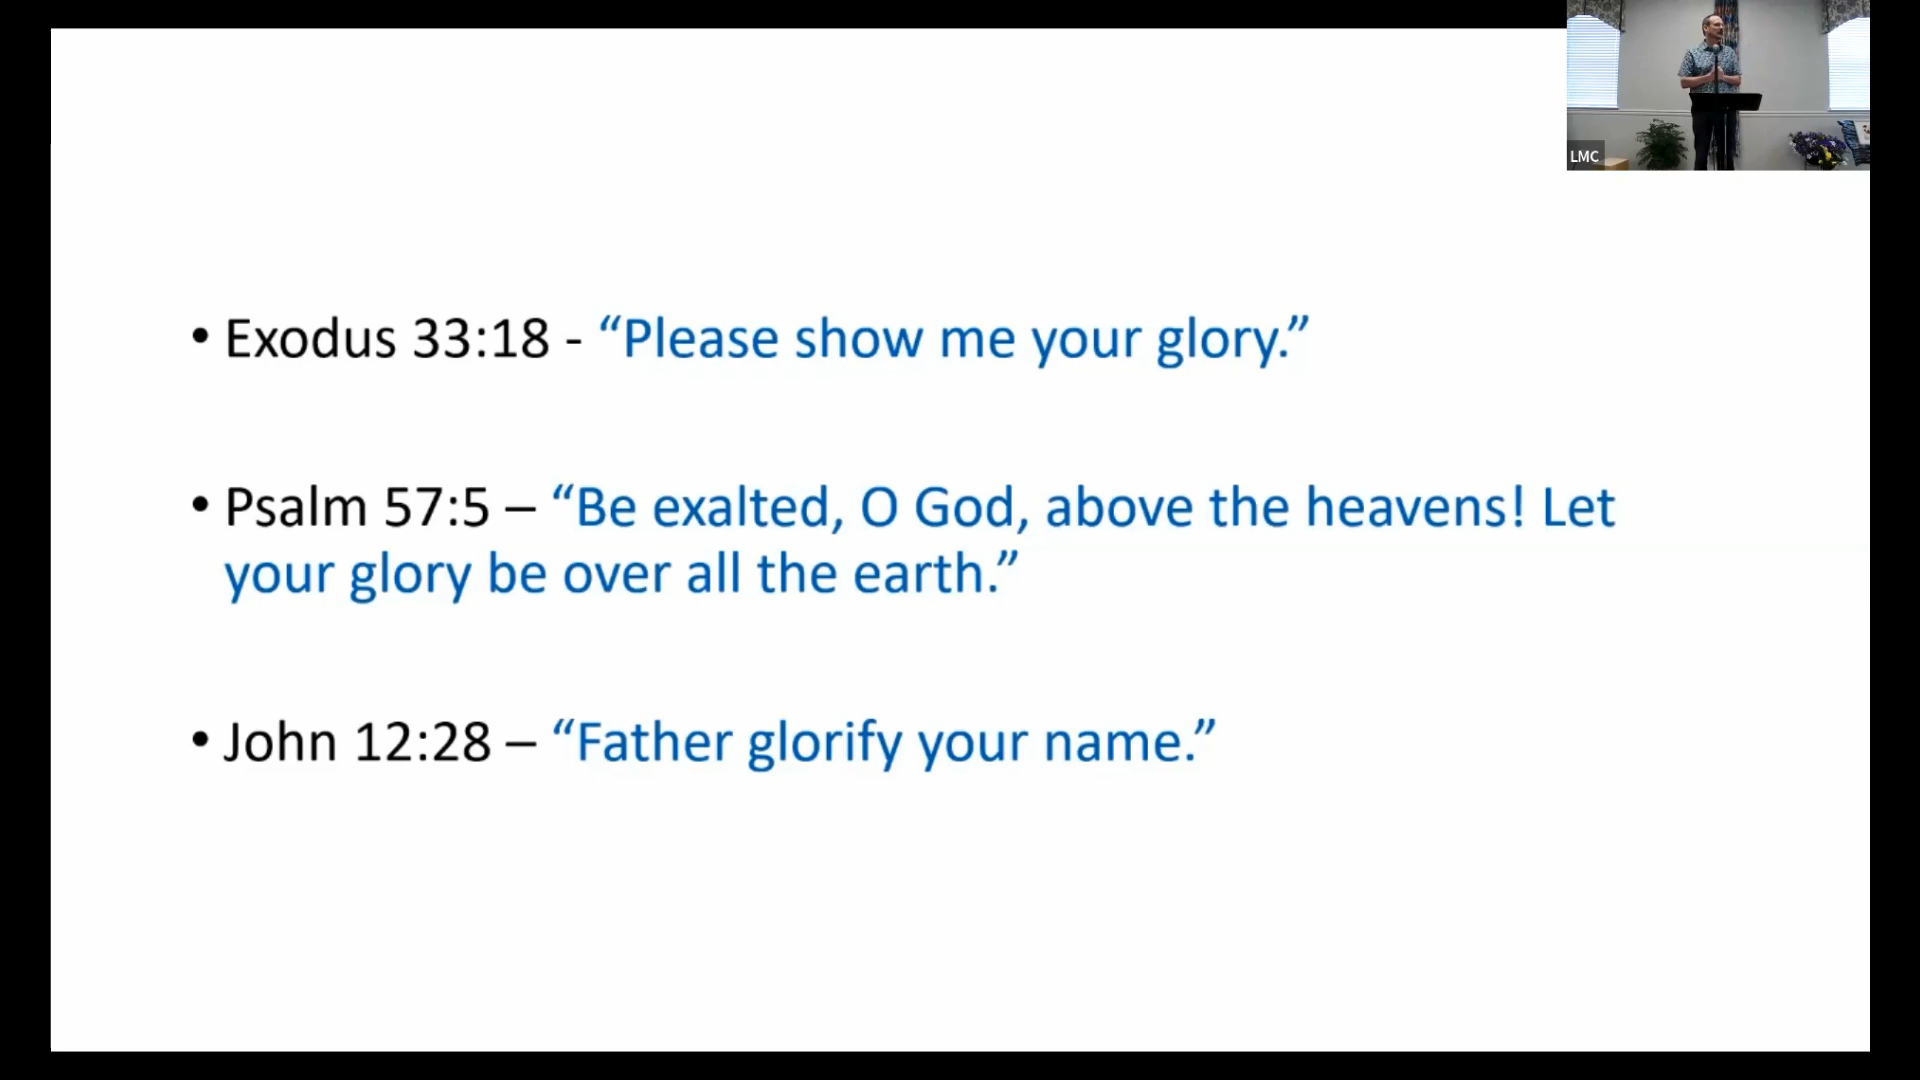 LMC
• Exodus 33:18 - “Please show me your glory.”
• Psalm 57:5 – “Be exalted, O God, above the heavens! Let
your glory be over all the earth.”
• John 12:28 – “Father glorify your name.”